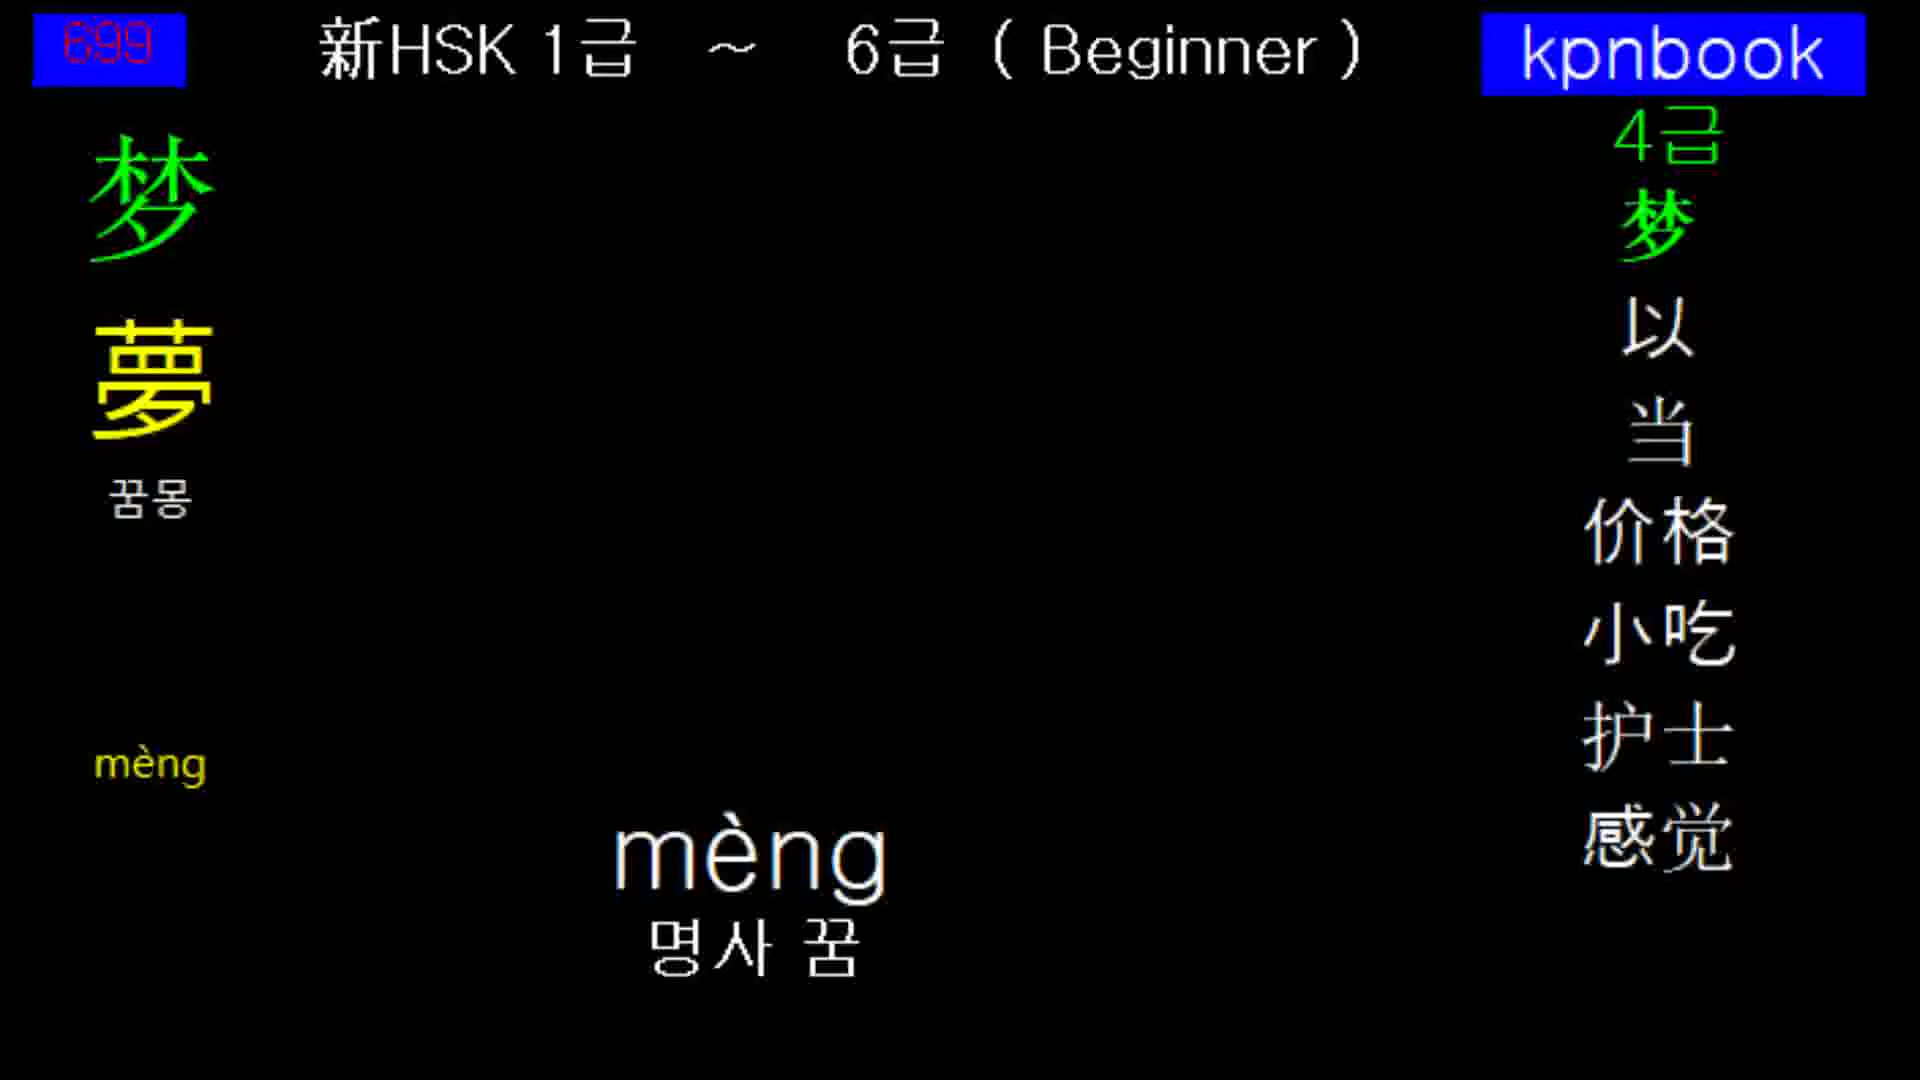 699
新HSK 1급 ~ 6급 ( Beginner )
kpnbook
梦
夢
꿈몽
mèng
mèng
명사 꿈
4급
梦
以
当
价格
小吃
护士
感觉